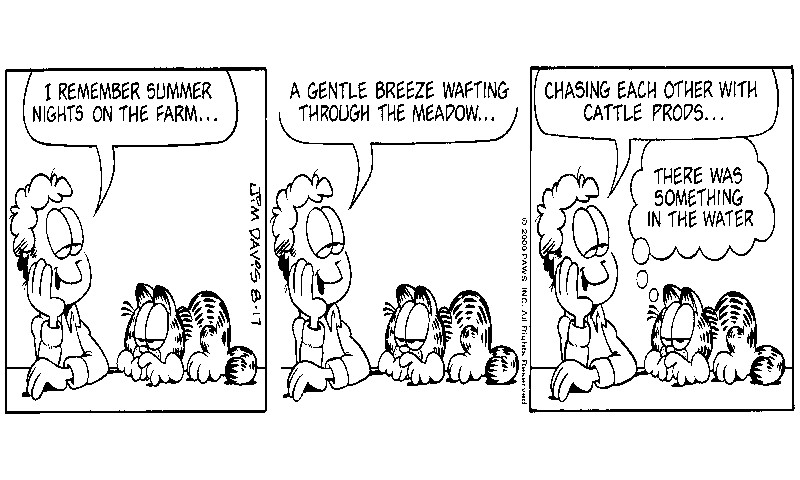 I REMEMBER SUMMER
NIGHTS ON THE FARM...
JIM DAVIS 8-17
A GENTLE BREEZE WAFTING
THROUGH THE MEADOW...
© 2000 PAWS, INC. All Rights Reserved
CHASING EACH OTHER WITH
CATTLE PRODS...
THERE WAS
SOMETHING
IN THE WATER